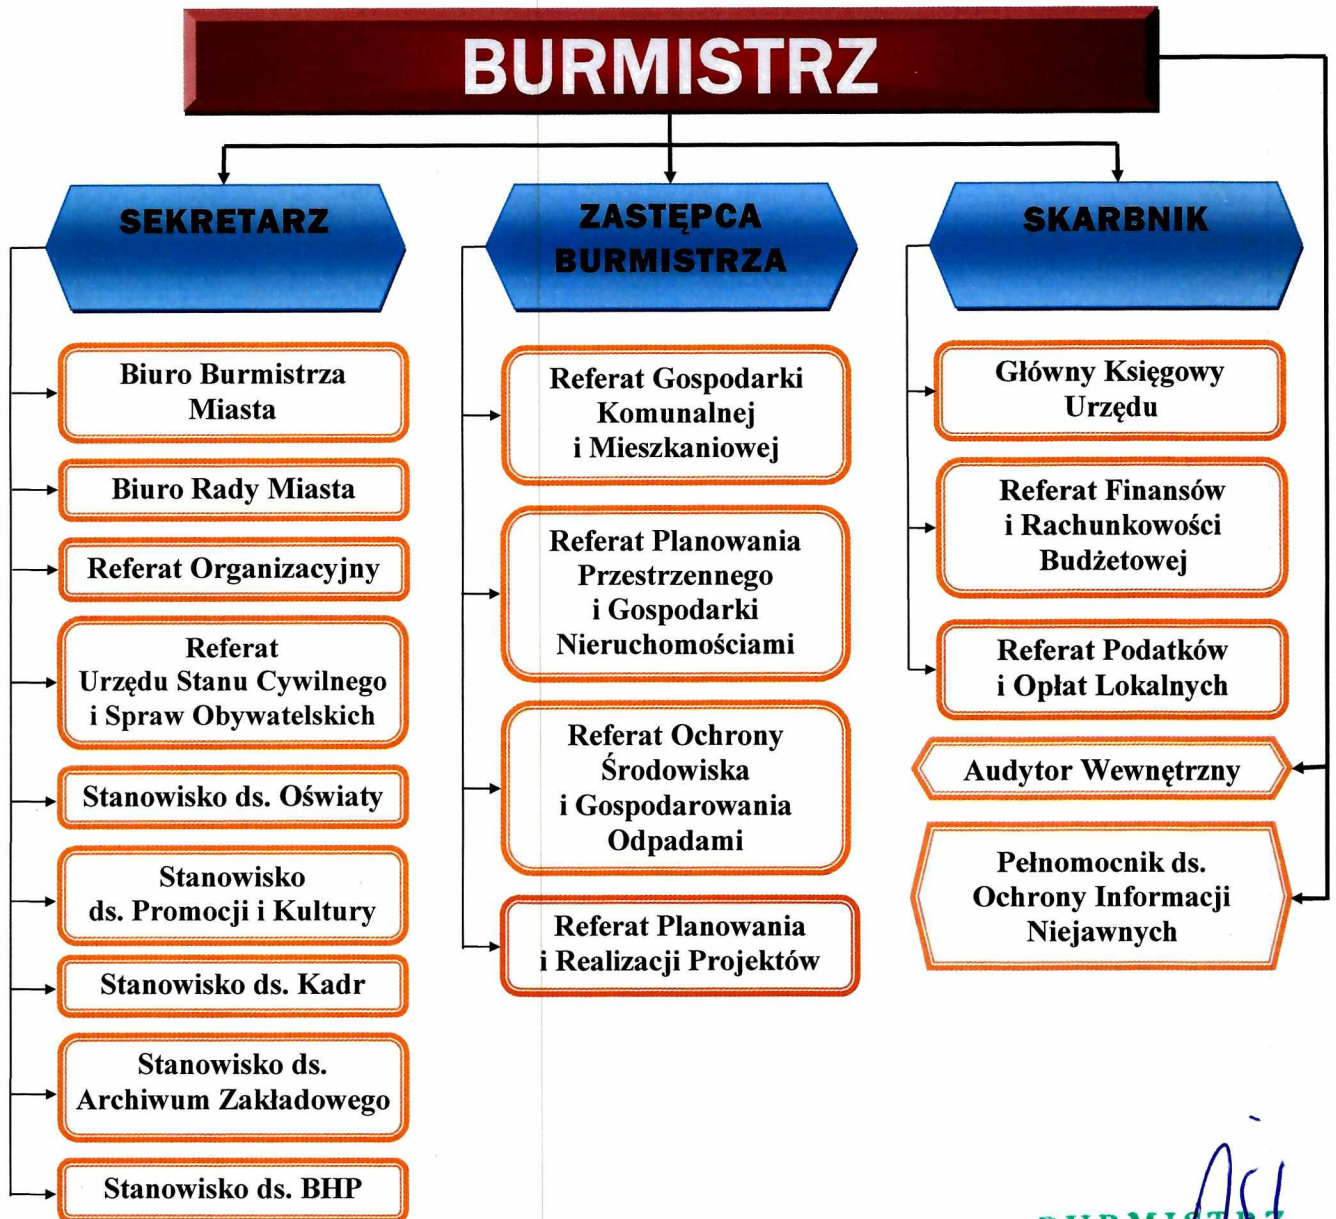 BURMISTRZ
SEKRETARZ
Biuro Burmistrza
Miasta
Biuro Rady Miasta
Referat Organizacyjny
Referat
Urzędu Stanu Cywilnego
i Spraw Obywatelskich
Stanowisko ds. Oświaty
Stanowisko
ds. Promocji i Kultury
Stanowisko ds. Kadr
Stanowisko ds.
Archiwum Zakładowego
Stanowisko ds. BHP
ZASTĘPCA
BURMISTRZA
Referat Gospodarki
Komunalnej
i Mieszkaniowej
Referat Planowania
Przestrzennego
i Gospodarki
Nieruchomościami
Referat Ochrony
Środowiska
i Gospodarowania
Odpadami
Referat Planowania
i Realizacji Projektów
SKARBNIK
Główny Księgowy
Urzędu
Referat Finansów
i Rachunkowości
Budżetowej
Referat Podatków
i Opłat Lokalnych
Audytor Wewnętrzny
Pełnomocnik ds.
Ochrony Informacji
Niejawnych
BURMISTRZ